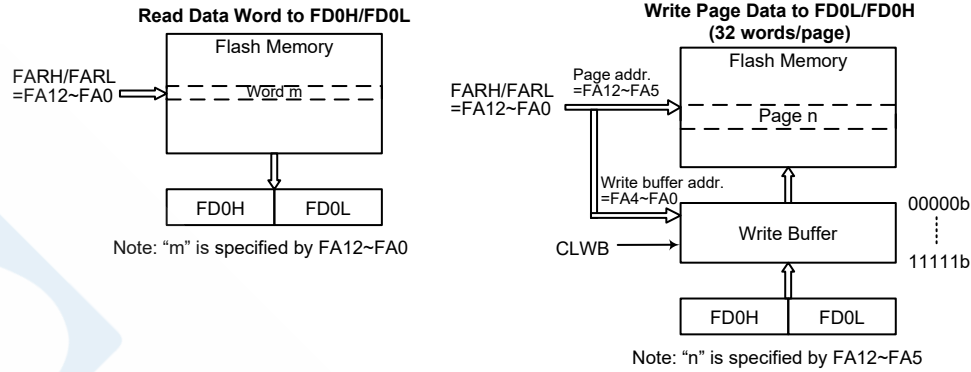 Read Data Word to FD0H/FD0L
Flash Memory
FARH/FARL
=FA12~FA0
Word m
FD0H
FD0L
Note: “m” is specified by FA12~FA0
Write Page Data to FD0L/FD0H
(32 words/page)
Flash Memory
Page addr.
=FA12~FA5
FARH/FARL
=FA12~FA0
Page n
Write buffer addr.
=FA4~FA0
00000b
Write Buffer
CLWB
11111b
FD0H
FD0L
Note: “n” is specified by FA12~FA5